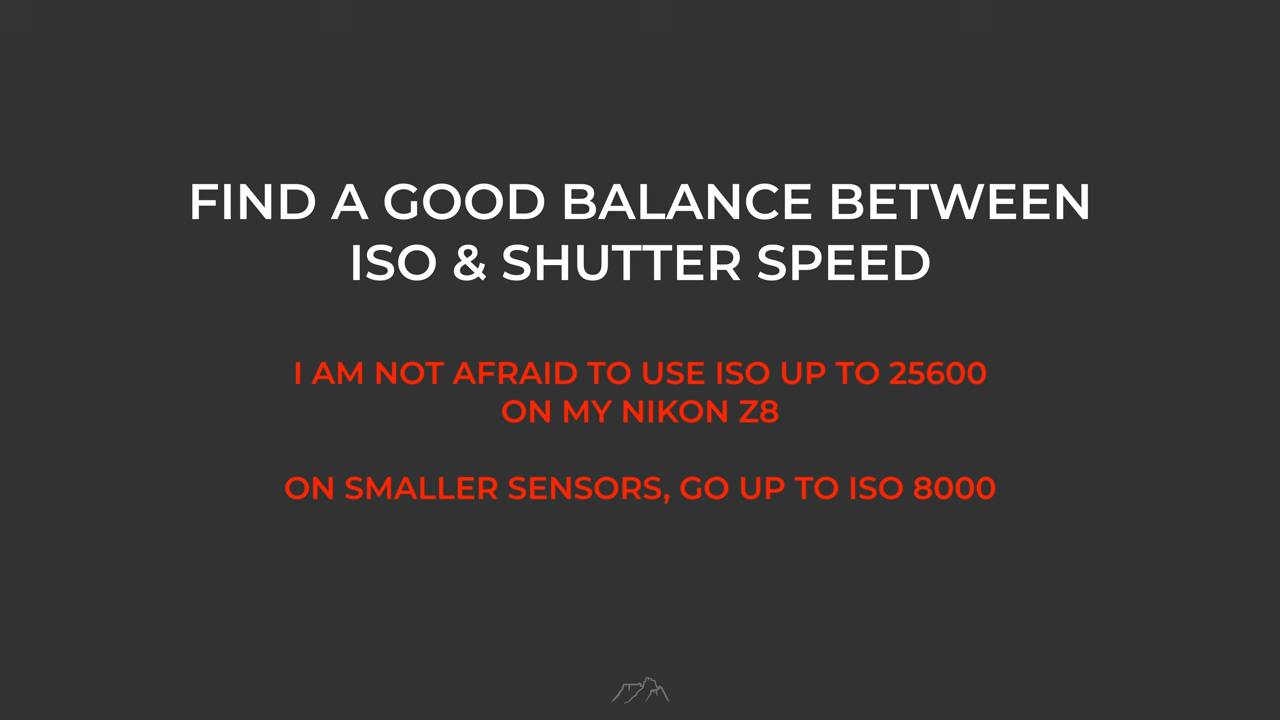 FIND A GOOD BALANCE BETWEEN
ISO & SHUTTER SPEED
I AM NOT AFRAID TO USE ISO UP TO 25600
ON MY NIKON Z8
ON SMALLER SENSORS, GO UP TO ISO 8000